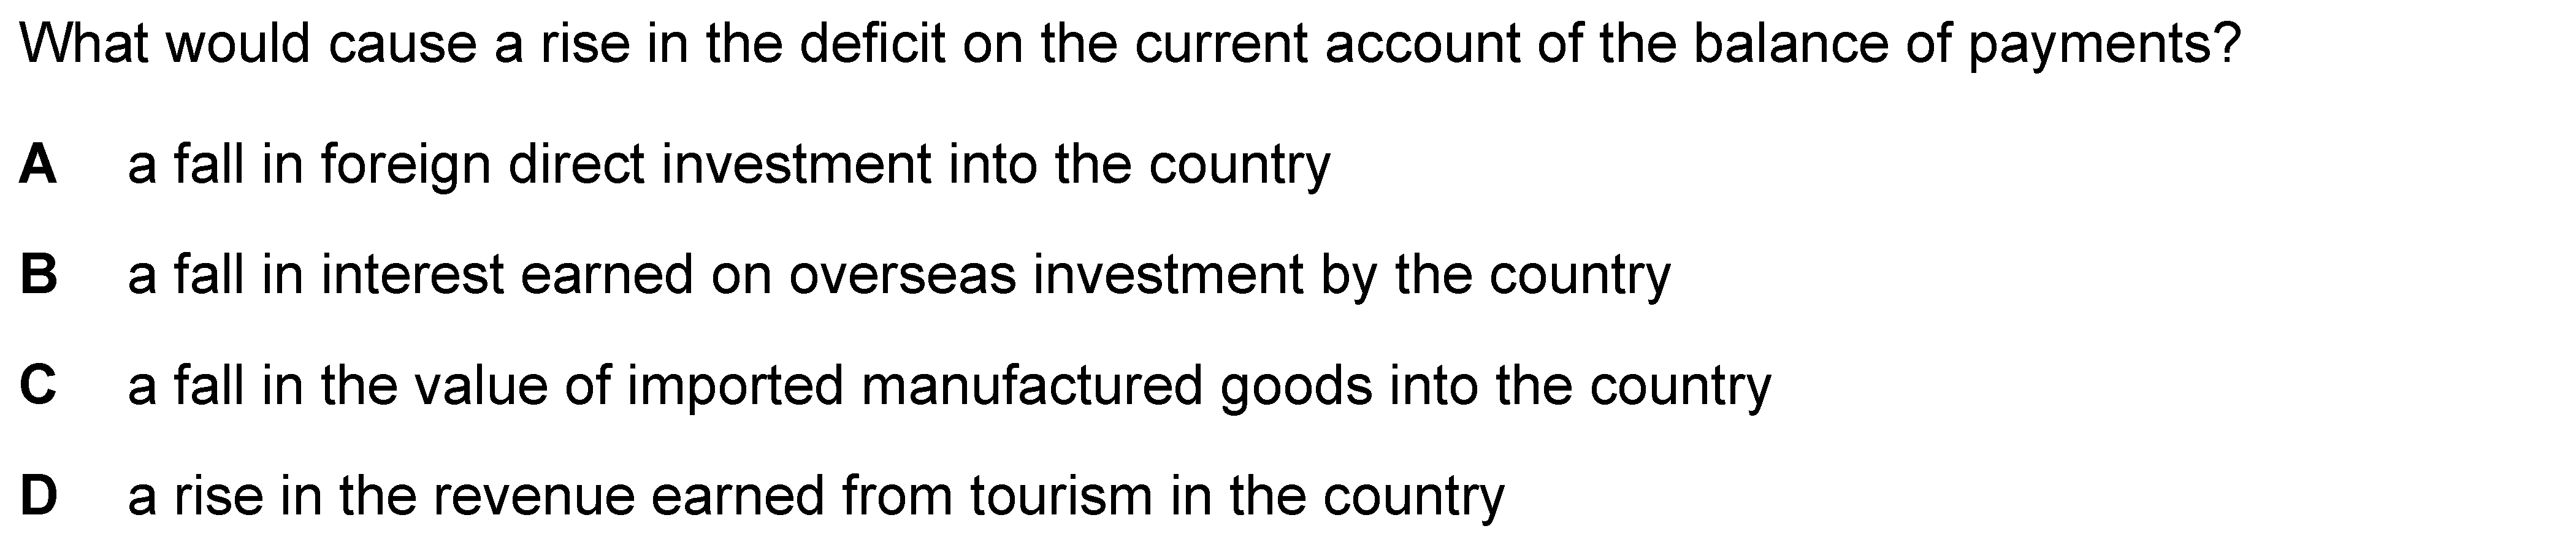 What would cause a rise in the deficit on the current account of the balance of payments?
A a fall in foreign direct investment into the country
B a fall in interest earned on overseas investment by the country
C a fall in the value of imported manufactured goods into the country
D a rise in the revenue earned from tourism in the country